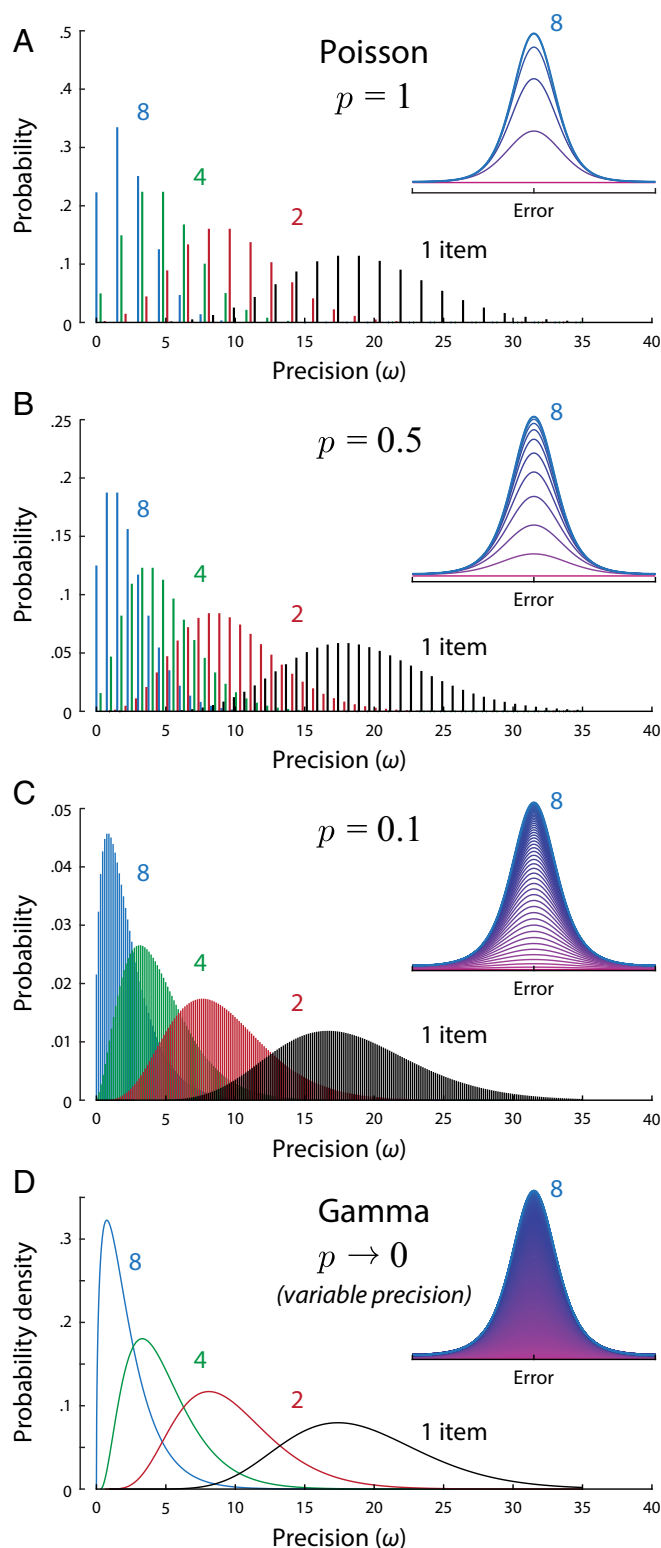 A
Poisson
p = 1
8
Error
.5
.4
.3
.2
.1
0
Probability
8
4
2
1 item
0 5 10 15 20 25 30 35 40
Precision (ω)
B
p = 0.5
8
Error
.25
.2
.15
.1
.05
0
Probability
8
4
2
1 item
0 5 10 15 20 25 30 35 40
Precision (ω)
C
p = 0.1
8
Error
.05
.04
.03
.02
.01
0
Probability
8
4
2
1 item
0 5 10 15 20 25 30 35 40
Precision (ω)
D
Gamma
p → 0
(variable precision)
8
Error
.3
.2
.1
0
Probability density
8
4
2
1 item
0 5 10 15 20 25 30 35 40
Precision (ω)